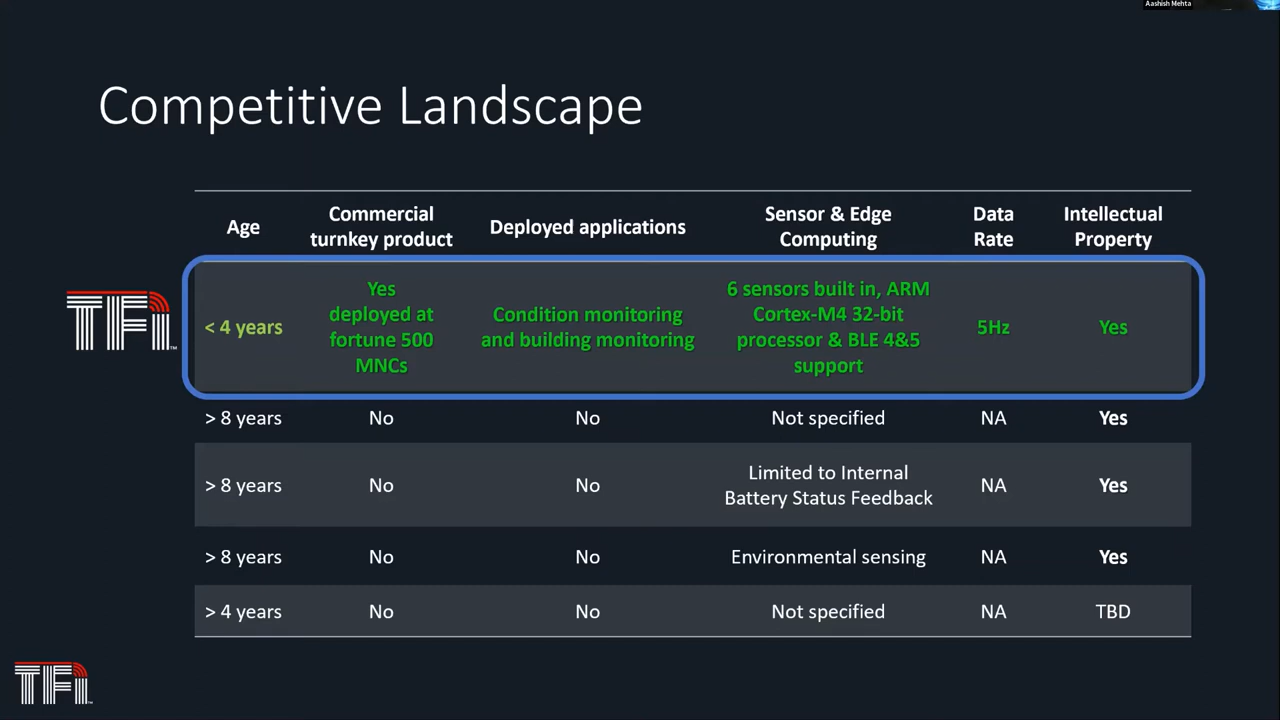 Aashish Mehta
Competitive Landscape
Age
Commercial
turnkey product
Deployed applications
Sensor & Edge
Computing
Data
Rate
Intellectual
Property
TFi™
< 4 years
Yes
deployed at
fortune 500
MNCs
Condition monitoring
and building monitoring
6 sensors built in, ARM
Cortex-M4 32-bit
processor & BLE 4&5
support
5Hz
Yes
> 8 years
No
No
Not specified
NA
Yes
> 8 years
No
No
Limited to Internal
Battery Status Feedback
NA
Yes
> 8 years
No
No
Environmental sensing
NA
Yes
> 4 years
No
No
Not specified
NA
TBD
TFi™